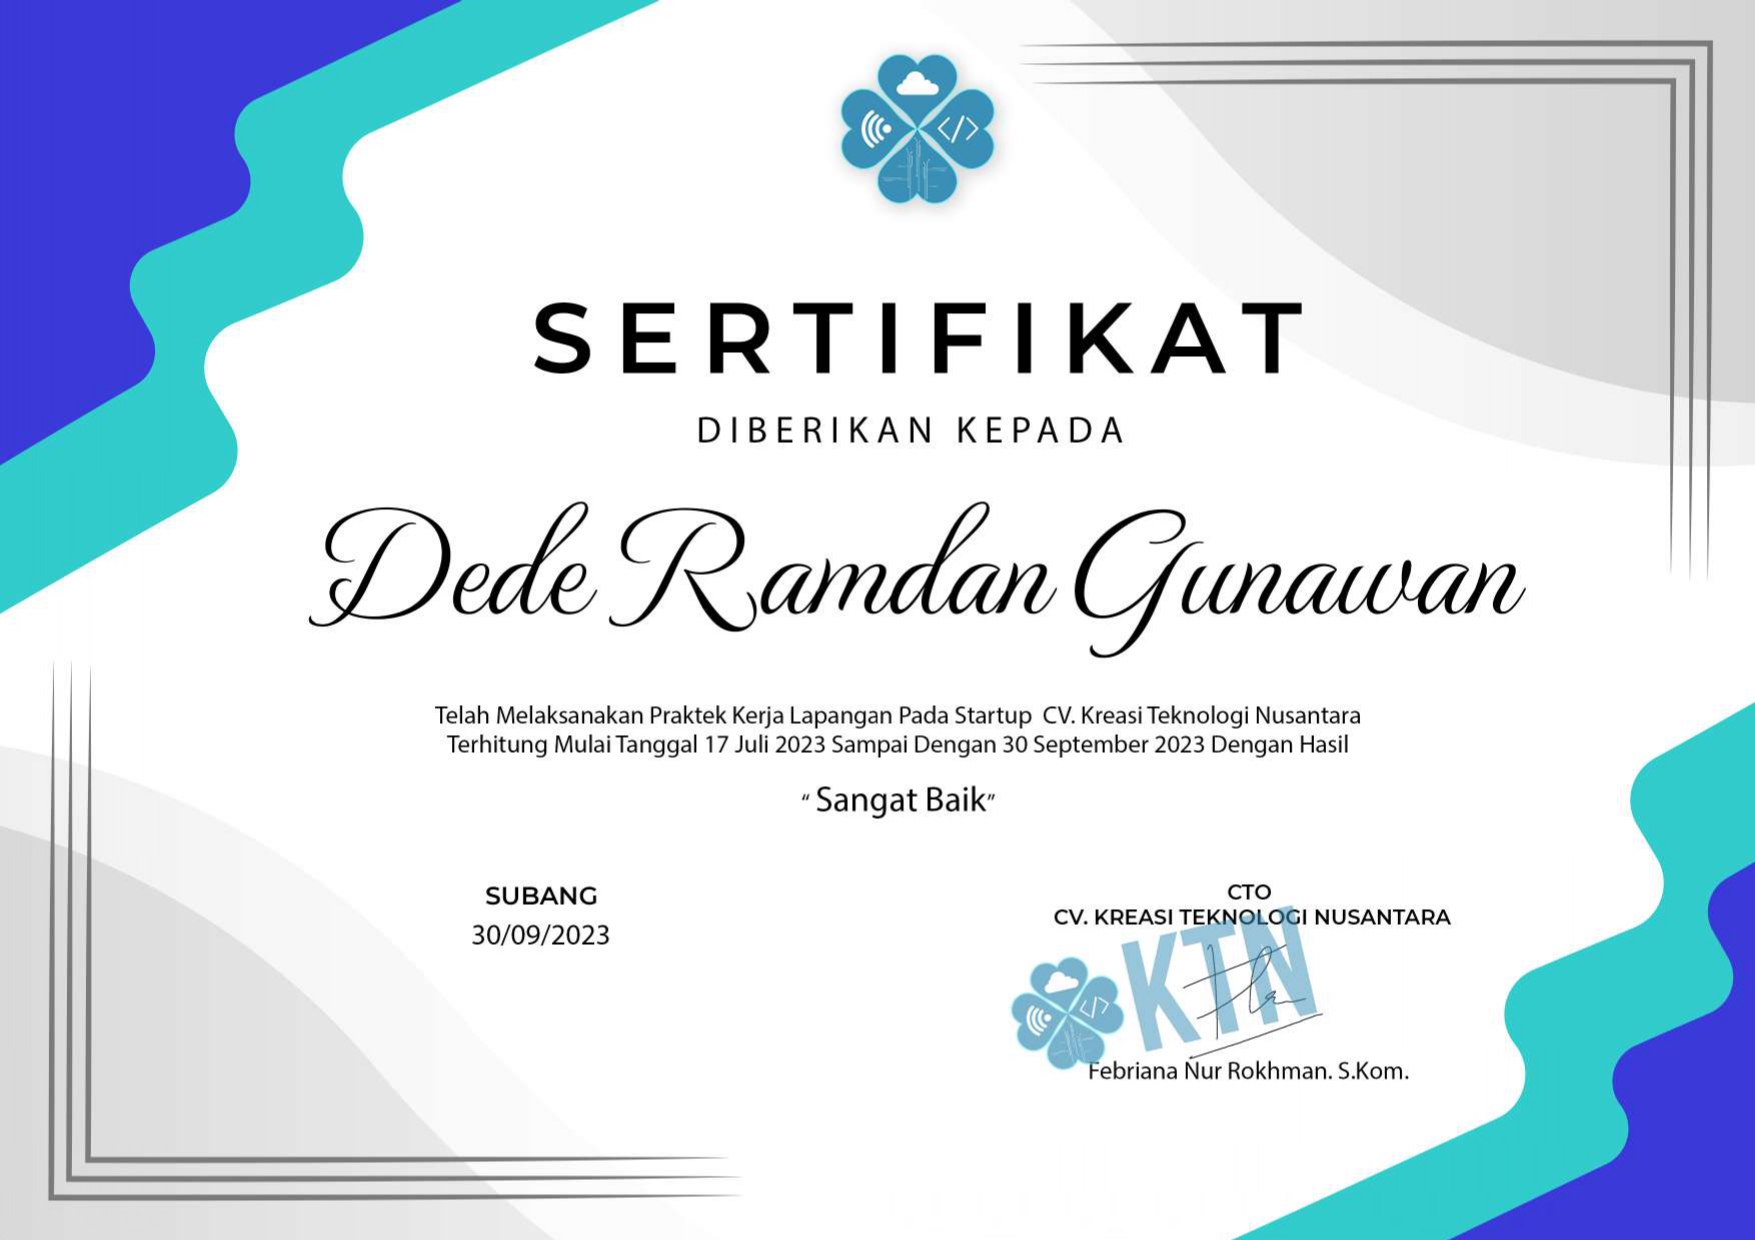 SERTIFIKAT
DIBERIKAN KEPADA
Dede Ramdan Gunawan
Telah Melaksanakan Praktek Kerja Lapangan Pada Startup CV. Kreasi Teknologi Nusantara
Terhitung Mulai Tanggal 17 Juli 2023 Sampai Dengan 30 September 2023 Dengan Hasil
“ Sangat Baik”
SUBANG
30/09/2023
CTO
CV. KREASI TEKNOLOGI NUSANTARA
KTN
Febriana Nur Rokhman. S.Kom.